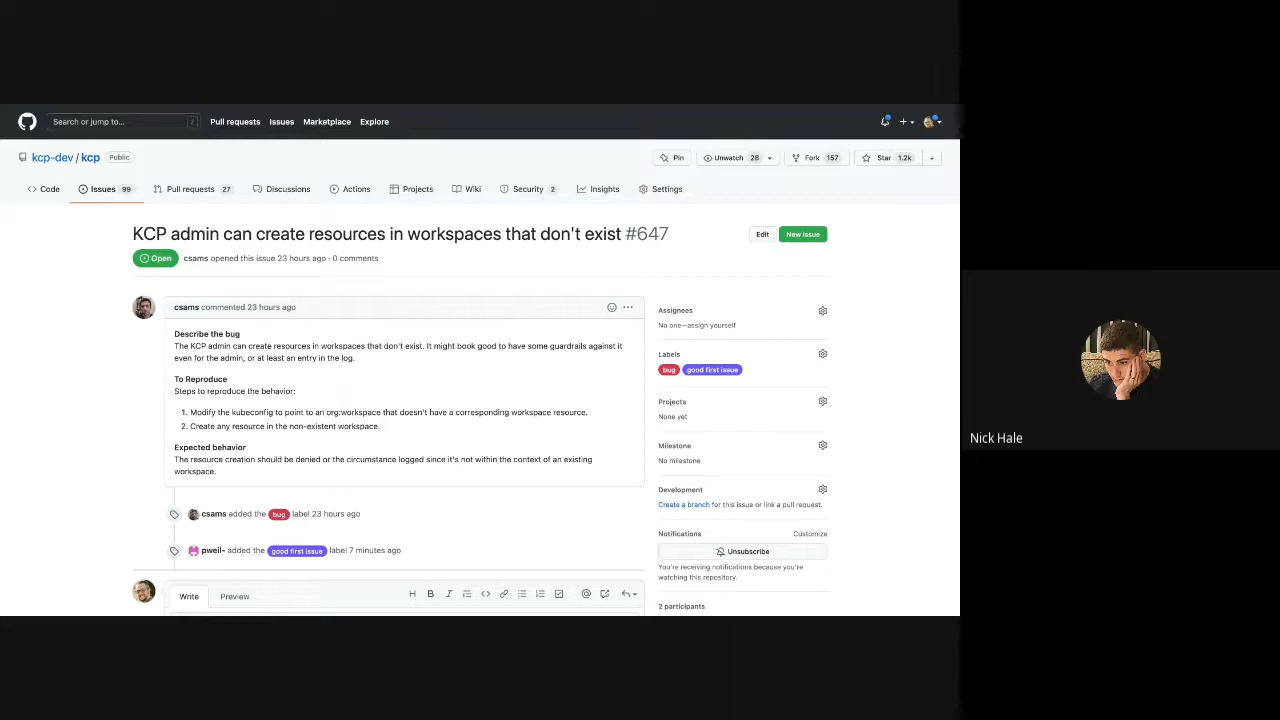 Search or jump to... /
Pull requests Issues Marketplace Explore
kcp-dev / kcp Public
Pin Unwatch 28 Fork 157 Star 1.2k
Code Issues 99 Pull requests 27 Discussions Actions Projects Wiki Security 2 Insights Settings
KCP admin can create resources in workspaces that don't exist #647
Edit New issue
Open csams opened this issue 23 hours ago · 0 comments
csams commented 23 hours ago
Describe the bug
The KCP admin can create resources in workspaces that don't exist. It might book good to have some guardrails against it
even for the admin, or at least an entry in the log.
To Reproduce
Steps to reproduce the behavior:
1. Modify the kubeconfig to point to an org:workspace that doesn't have a corresponding workspace resource.
2. Create any resource in the non-existent workspace.
Expected behavior
The resource creation should be denied or the circumstance logged since it's not within the context of an existing
workspace.
csams added the bug label 23 hours ago
pweil- added the good first issue label 7 minutes ago
Write Preview
Assignees
No one—assign yourself
Labels
bug good first issue
Projects
None yet
Milestone
No milestone
Development
Create a branch for this issue or link a pull request.
Notifications Customize
Unsubscribe
You're receiving notifications because you're
watching this repository.
2 participants
Nick Hale